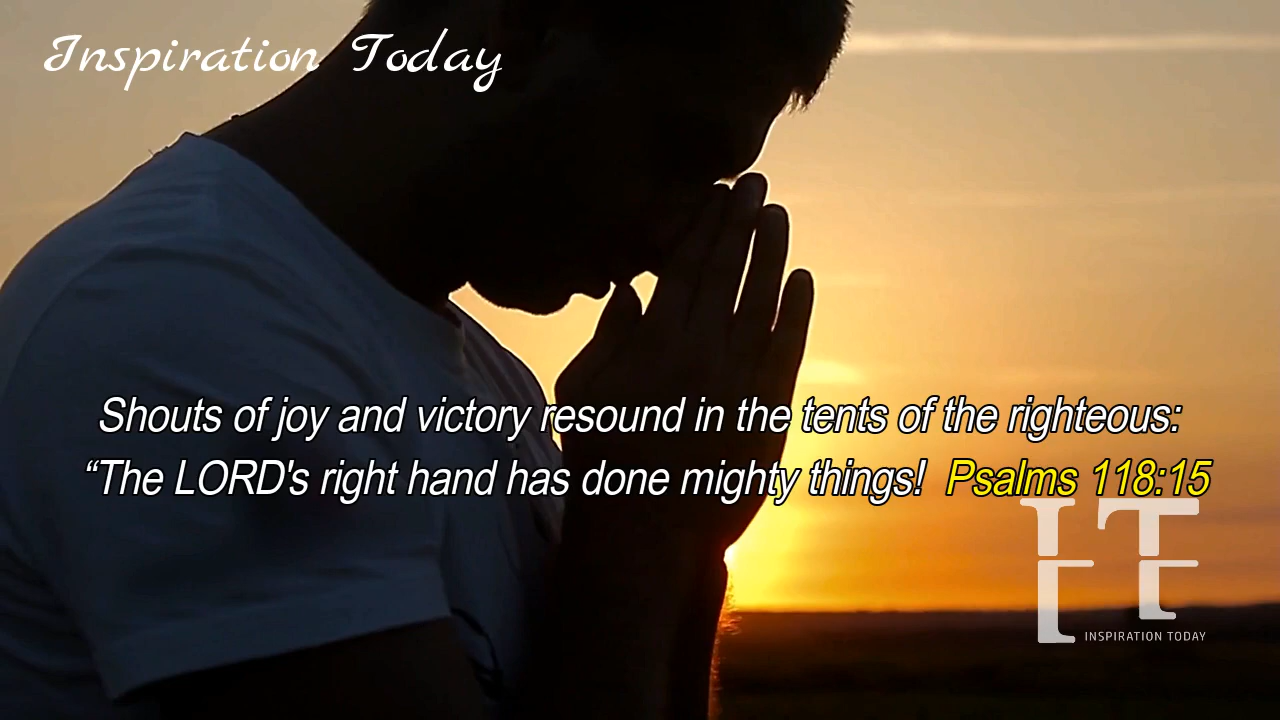 Inspiration Today
Shouts of joy and victory resound in the tents of the righteous:
“The LORD's right hand has done mighty things!  Psalms 118:15
IT
INSPIRATION TODAY